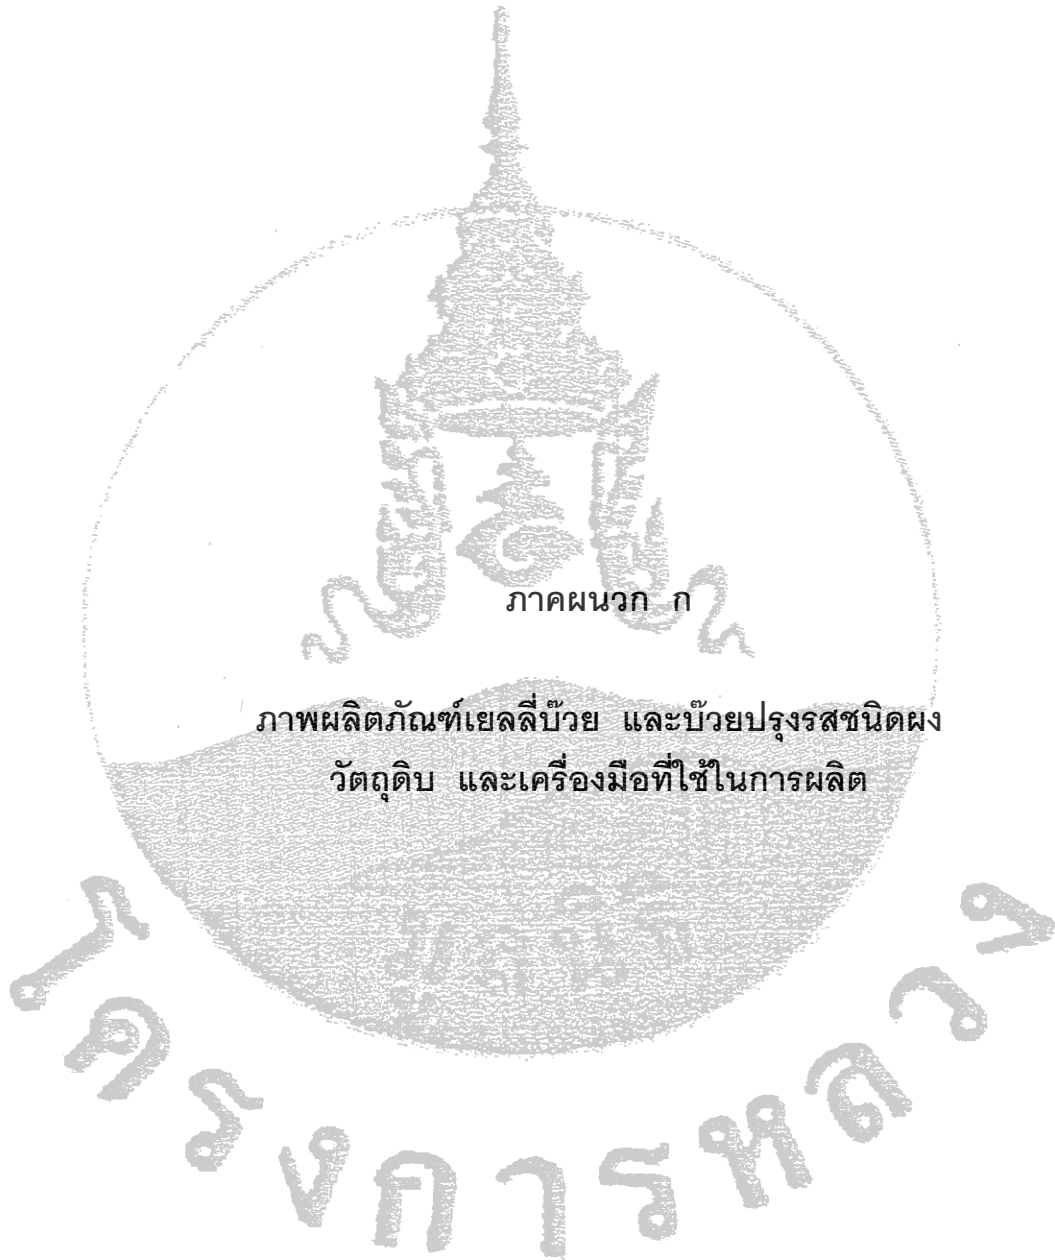 ภาคผนวก ก
ภาพผลิตภัณฑ์เยลลี่บ๊วย และบ๊วยปรุงรสชนิดผง
วัตถุดิบ และเครื่องมือที่ใช้ในการผลิต
มูลนิธิ
โครงการหลวง